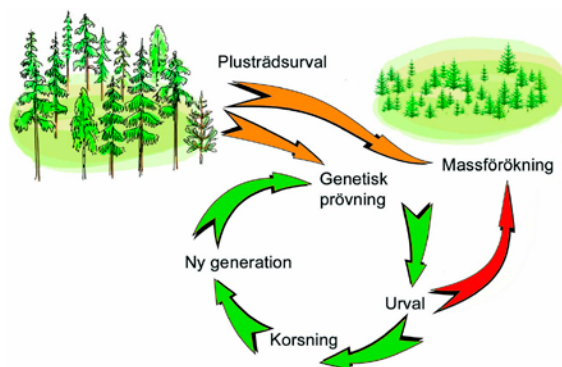 Plusträdsurval
Massförökning
Genetisk
prövning
Ny generation
Urval
Korsning